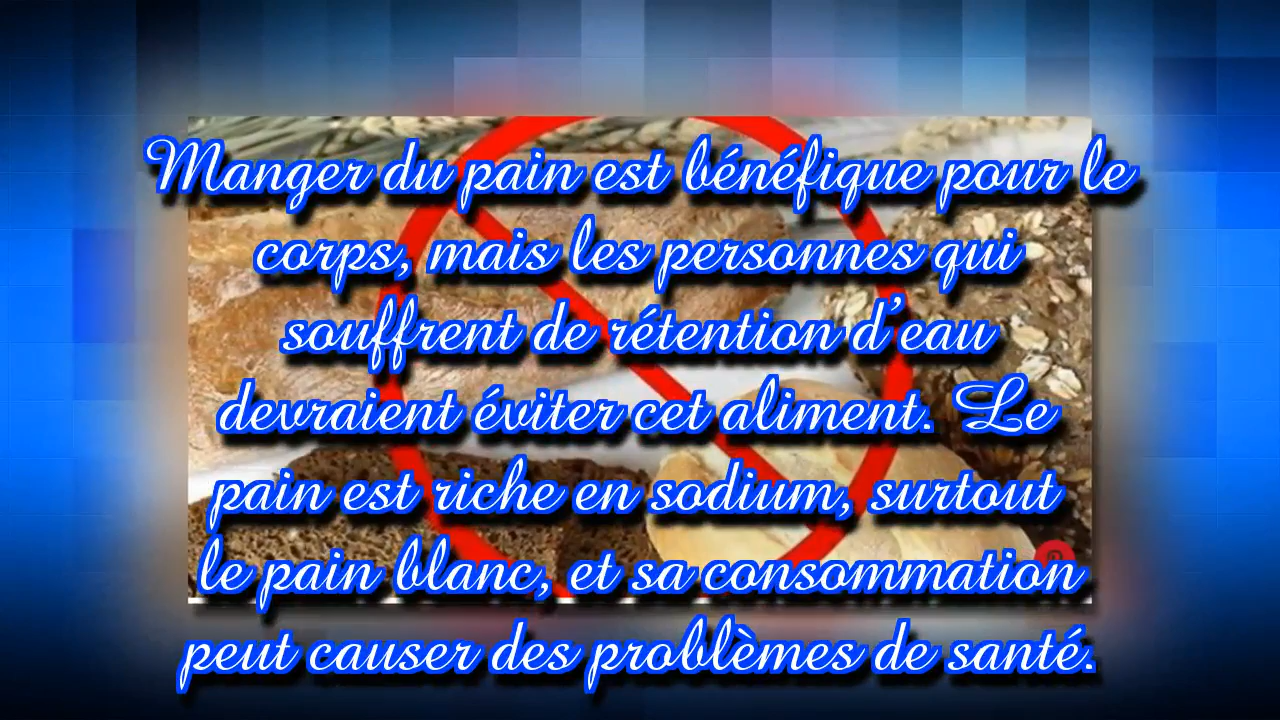 Manger du pain est bénéfique pour le
corps, mais les personnes qui
souffrent de rétention d’eau
devraient éviter cet aliment. Le
pain est riche en sodium, surtout
le pain blanc, et sa consommation
peut causer des problèmes de santé.